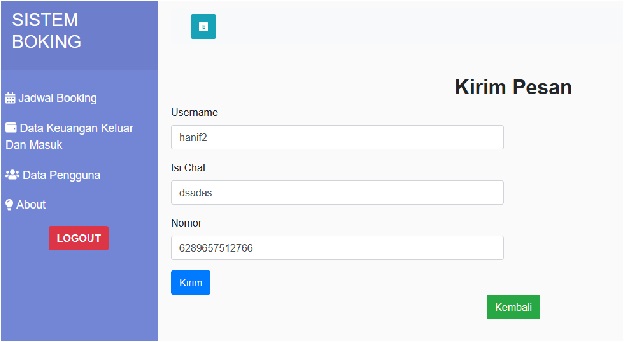 SISTEM
BOKING
Kirim Pesan
Jadwal Booking
Data Keuangan Keluar
Dan Masuk
Data Pengguna
About
LOGOUT
Username
hanif2
Isi Chat
dsadas
Nomor
6289657512766
Kirim
Kembali